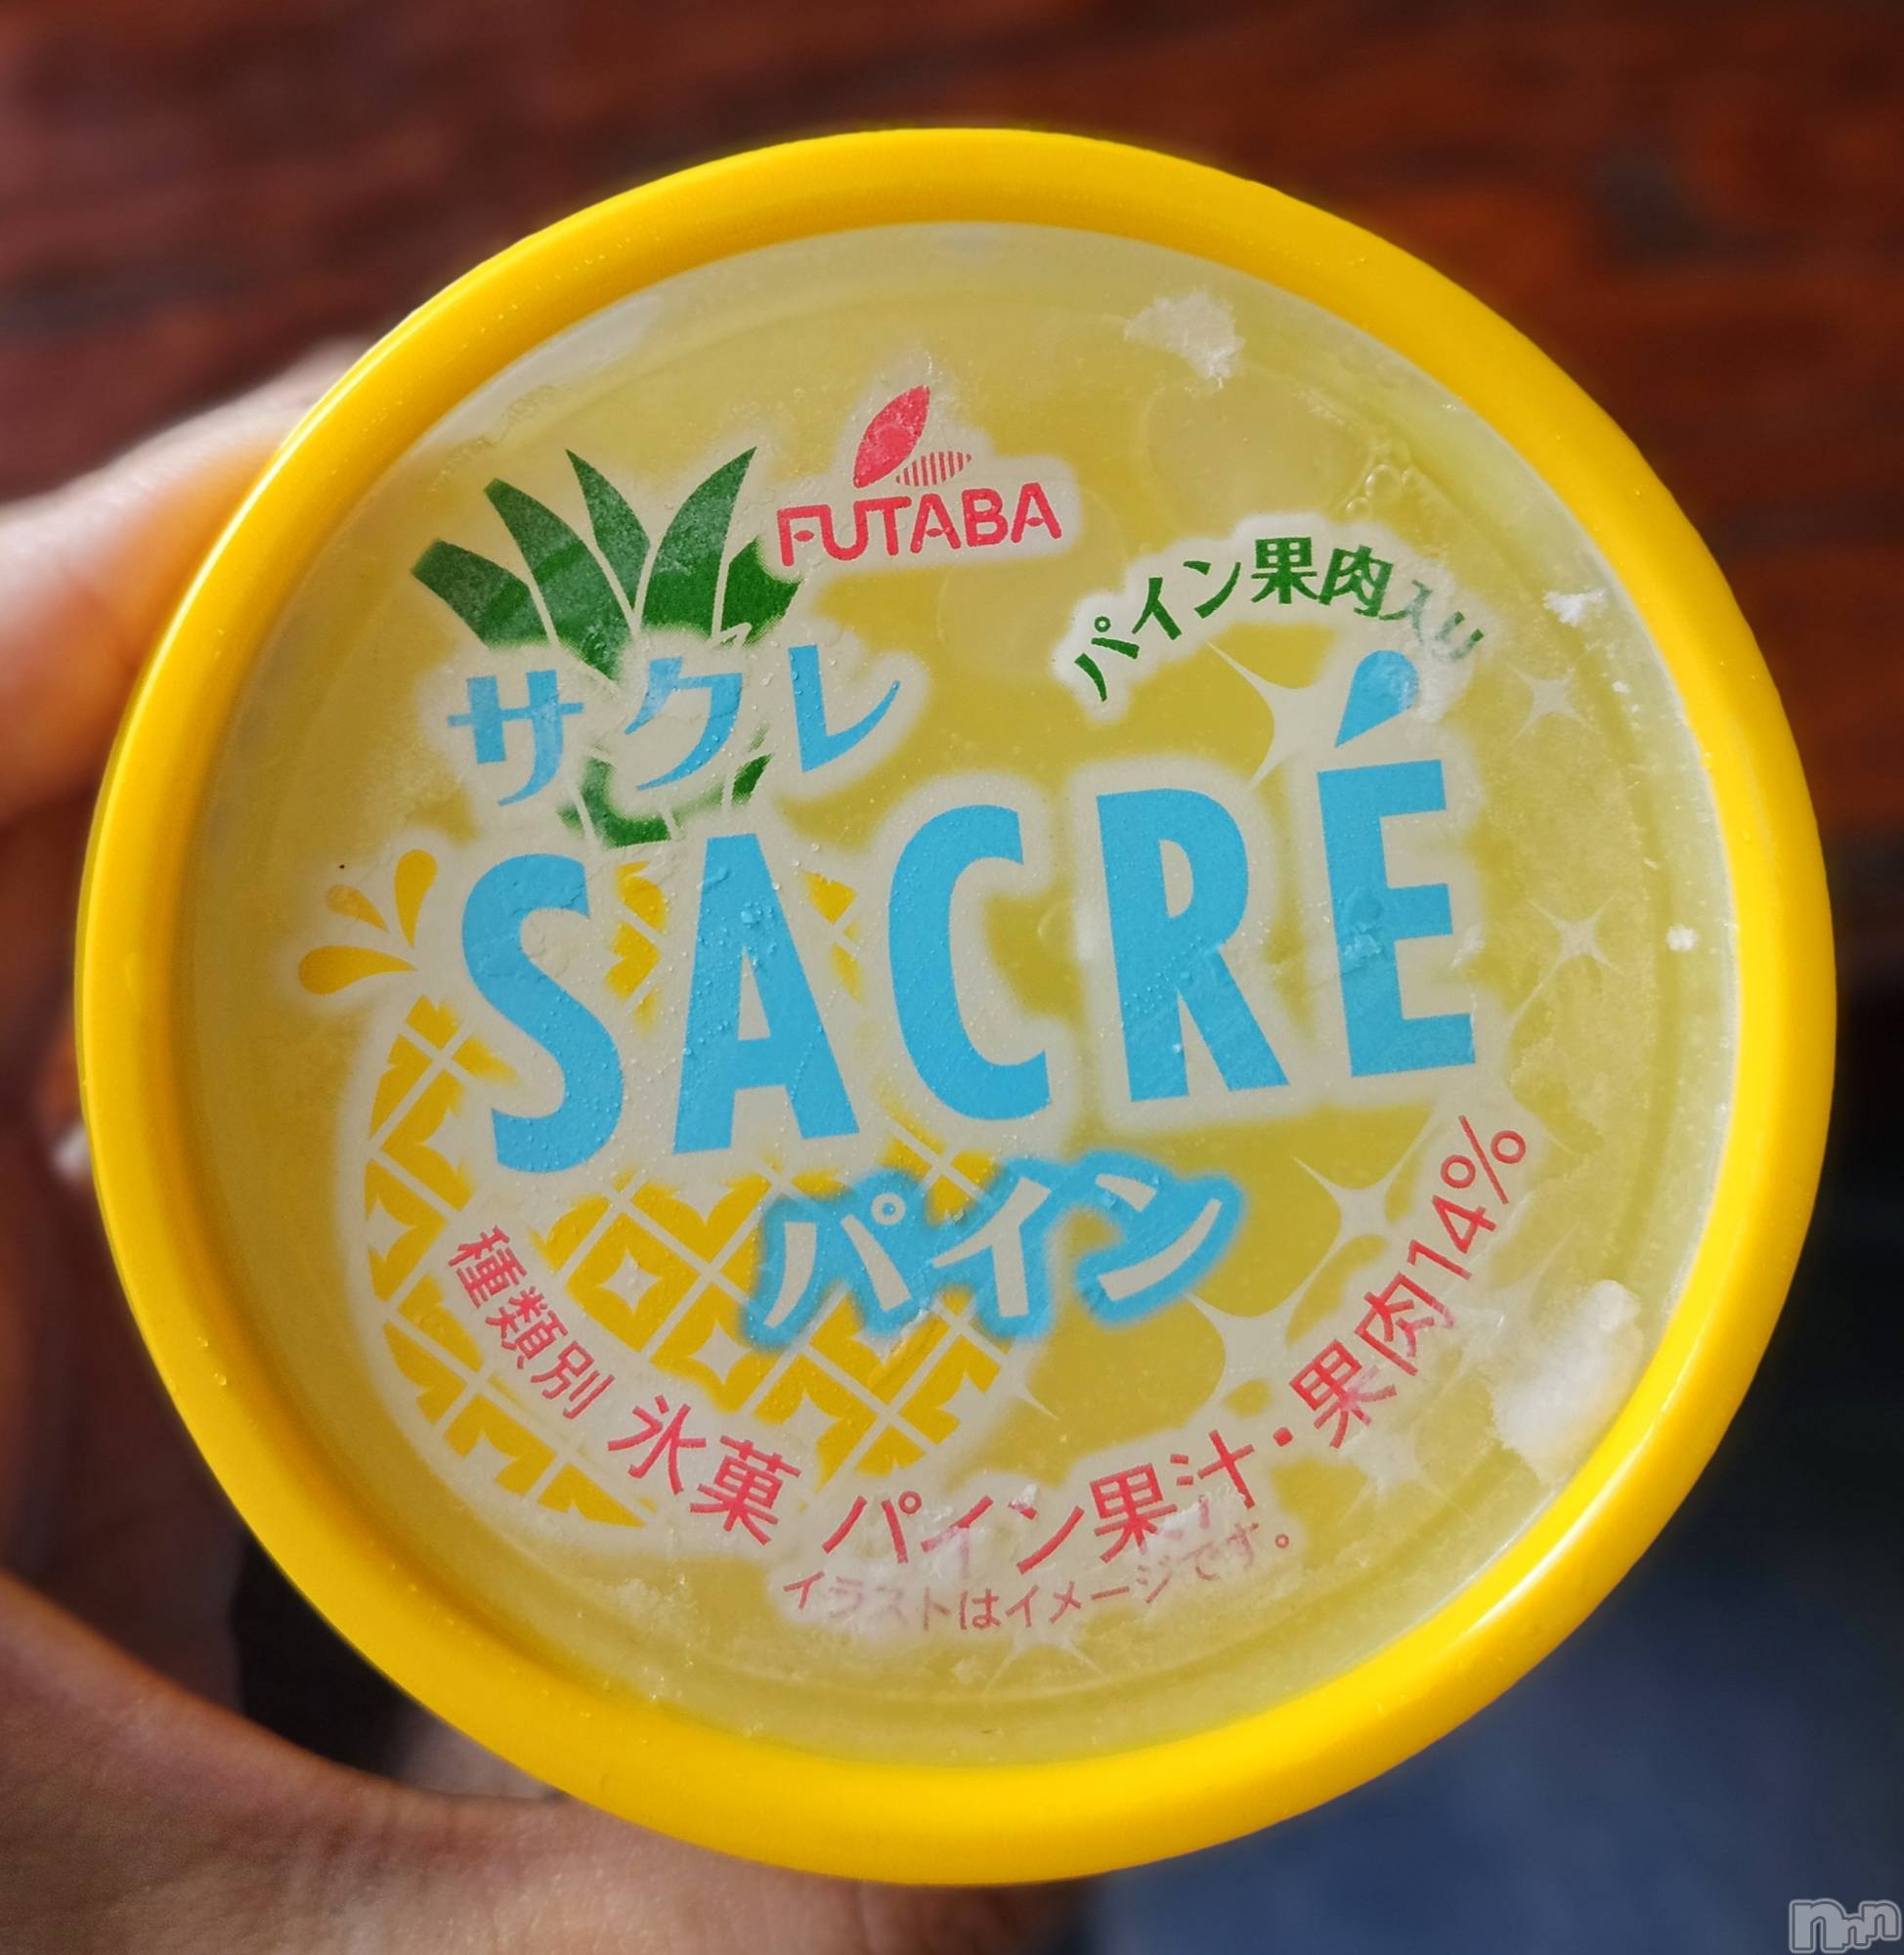 FUTABA
パイン果肉入り
サクレ
SACRÉ
パイン
種類別 氷菓 パイン果汁・果肉14%
イラストはイメージです。
nnn